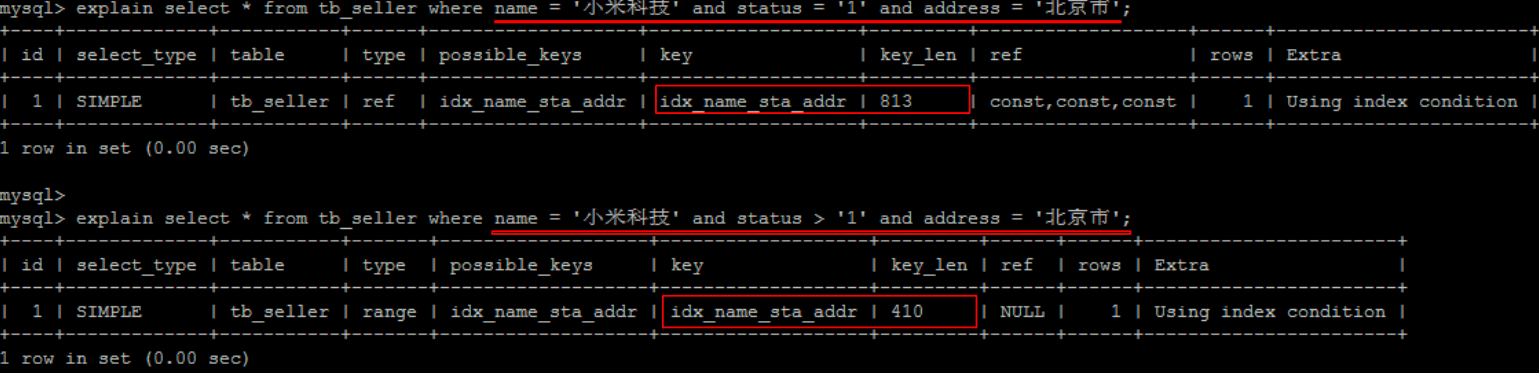 mysql> explain select * from tb_seller where name = '小米科技' and status = '1' and address = '北京市';
+----+-------------+-----------+------+-------------------+-------------------+---------+-------------------+------+-----------------------+
| id | select_type | table     | type | possible_keys     | key               | key_len | ref               | rows | Extra                 |
+----+-------------+-----------+------+-------------------+-------------------+---------+-------------------+------+-----------------------+
|  1 | SIMPLE      | tb_seller | ref  | idx_name_sta_addr | idx_name_sta_addr | 813     | const,const,const |    1 | Using index condition |
+----+-------------+-----------+------+-------------------+-------------------+---------+-------------------+------+-----------------------+
1 row in set (0.00 sec)
mysql>
mysql> explain select * from tb_seller where name = '小米科技' and status > '1' and address = '北京市';
+----+-------------+-----------+-------+-------------------+-------------------+---------+------+------+-----------------------+
| id | select_type | table     | type  | possible_keys     | key               | key_len | ref  | rows | Extra                 |
+----+-------------+-----------+-------+-------------------+-------------------+---------+------+------+-----------------------+
|  1 | SIMPLE      | tb_seller | range | idx_name_sta_addr | idx_name_sta_addr | 410     | NULL |    1 | Using index condition |
+----+-------------+-----------+-------+-------------------+-------------------+---------+------+------+-----------------------+
1 row in set (0.00 sec)